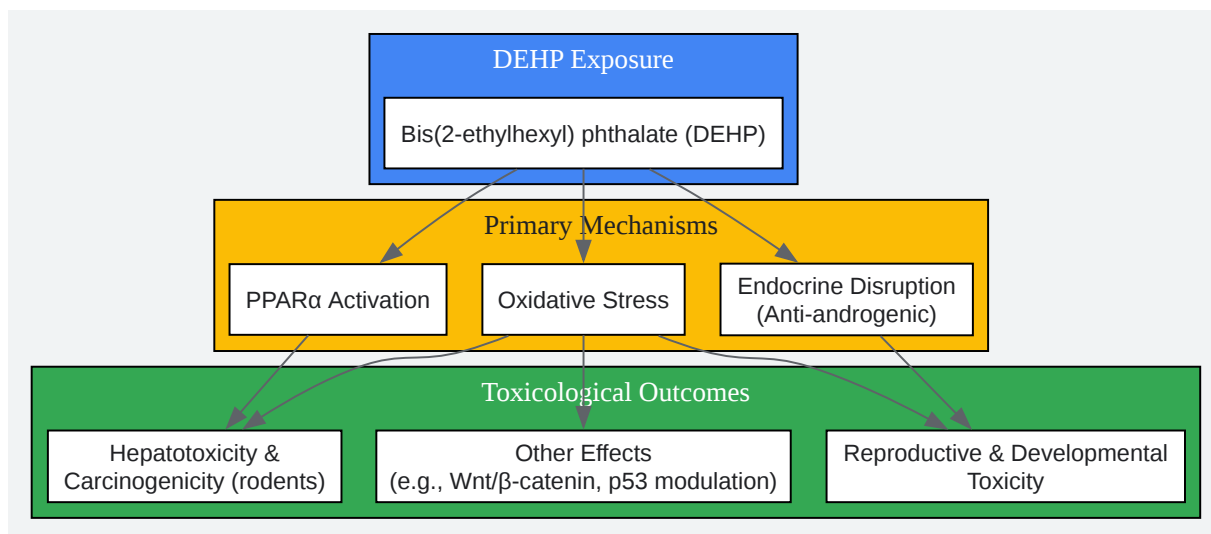 DEHP Exposure
Bis(2-ethylhexyl) phthalate (DEHP)
Primary Mechanisms
PPARα Activation
Oxidative Stress
Endocrine Disruption
(Anti-androgenic)
Toxicological Outcomes
Hepatotoxicity &
Carcinogenicity (rodents)
Other Effects
(e.g., Wnt/β-catenin, p53 modulation)
Reproductive & Developmental
Toxicity